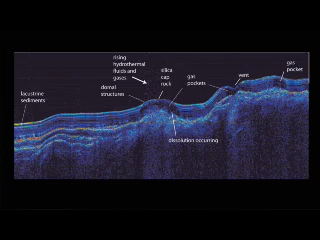 rising
hydrothermal
fluids and
gases
silica
cap
rock
gas
pockets
vent
gas
pocket
domal
structures
lacustrine
sediments
dissolution occurring